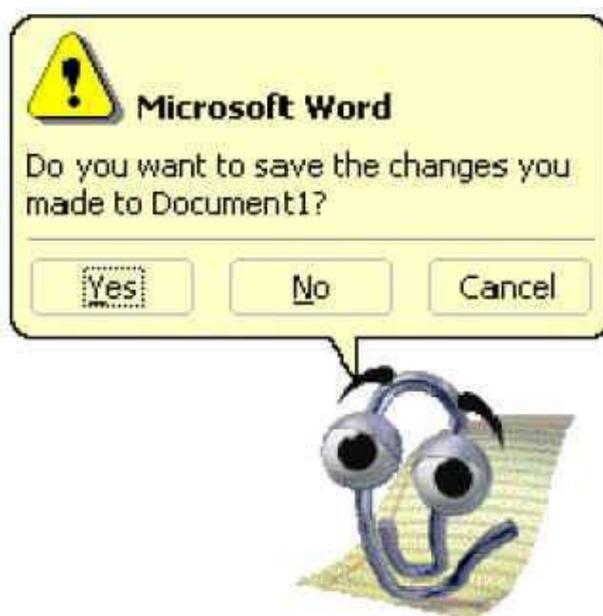 !
Microsoft Word
Do you want to save the changes you
made to Document1?
Yes No Cancel